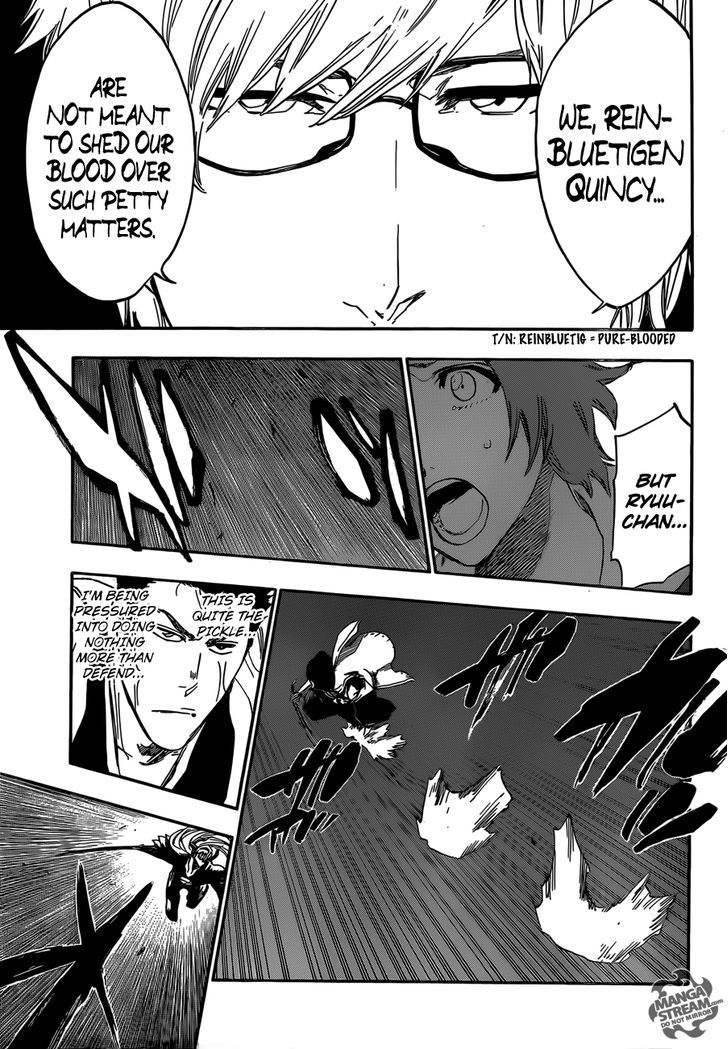 WE, REIN-
BLUETIGEN
QUINCY...
ARE
NOT MEANT
TO SHED OUR
BLOOD OVER
SUCH PETTY
MATTERS.
T/N: REINBLUETIG = PURE-BLOODED
BUT
RYUU-
CHAN...
THIS IS
QUITE THE
PICKLE...
I'M BEING
PRESSURED
INTO DOING
NOTHING
MORE THAN
DEFEND...
MANGA
STREAM.com
DO NOT MIRROR